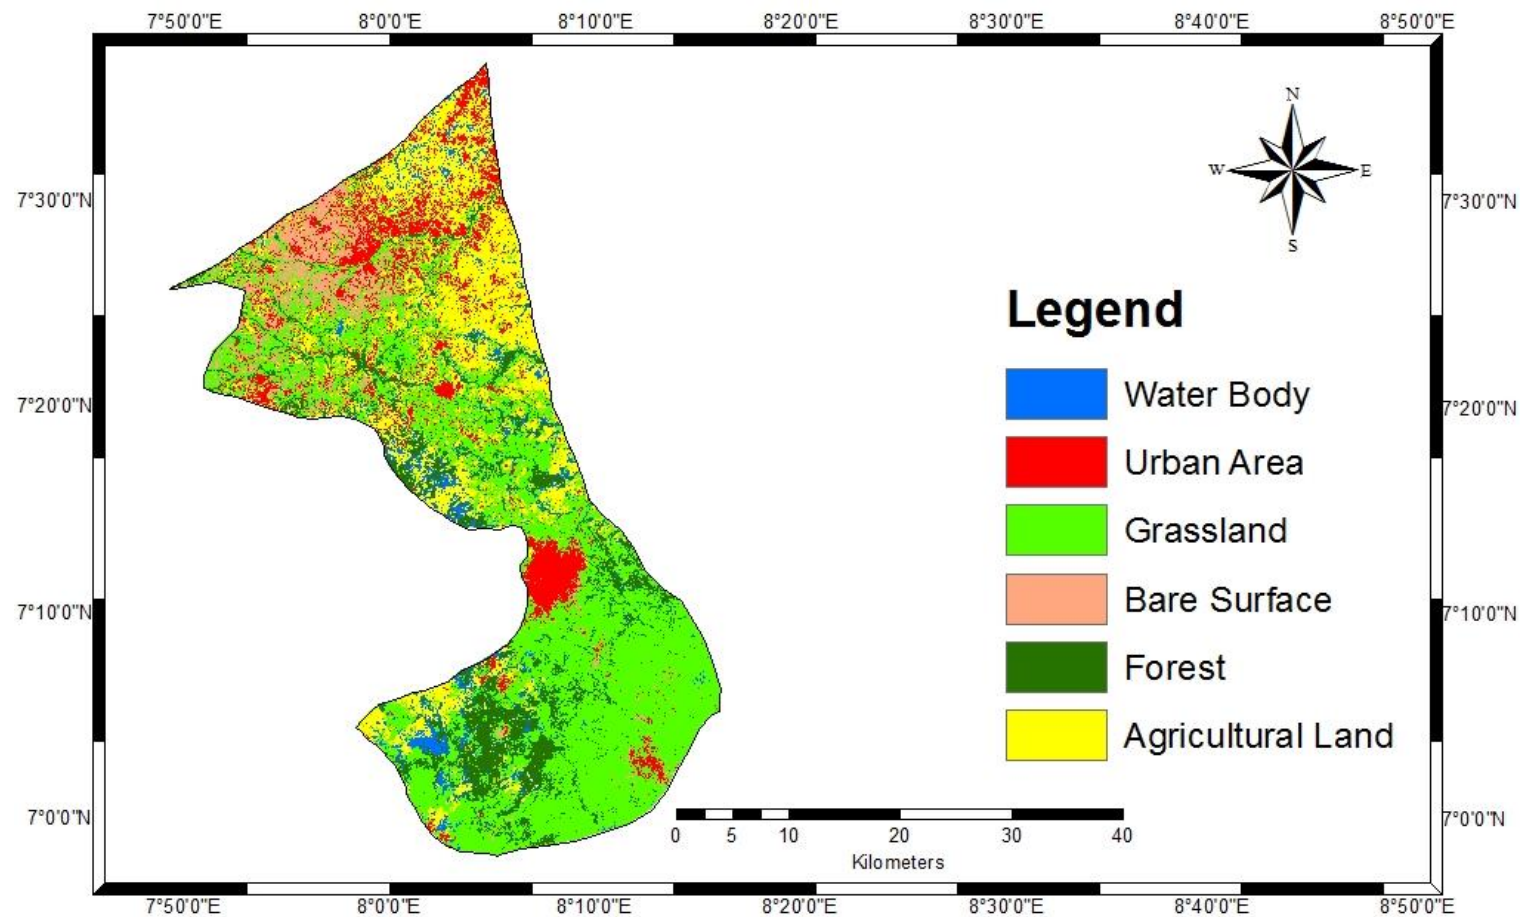 7°50'0"E 8°0'0"E 8°10'0"E 8°20'0"E 8°30'0"E 8°40'0"E 8°50'0"E
N
W E
S
7°30'0"N 7°30'0"N
Legend
Water Body
7°20'0"N 7°20'0"N
Urban Area
Grassland
Bare Surface
7°10'0"N 7°10'0"N
Forest
Agricultural Land
7°0'0"N 7°0'0"N
0 5 10 20 30 40
Kilometers
7°50'0"E 8°0'0"E 8°10'0"E 8°20'0"E 8°30'0"E 8°40'0"E 8°50'0"E